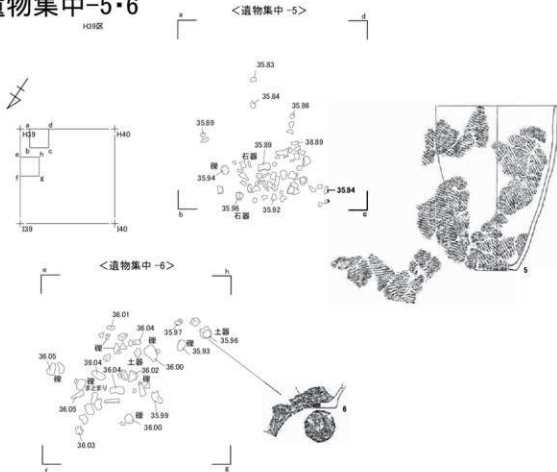 遺物集中-5・6
H39区
<遺物集中-5>
a
d
35.83
35.84
35.86
35.89
35.89
38.89
石器
礫
35.94
35.94
35.96
35.92
石器
b
c
5
a
d
H39
H40
b
c
e
h
f
g
I39
I40
<遺物集中-6>
e
h
36.01
36.04
35.97
土器
35.96
礫
礫
35.93
36.05
礫
36.04
土器
36.02
36.00
礫
36.04
礫
まとまり
36.05
35.99
礫
36.00
36.03
f
g
6